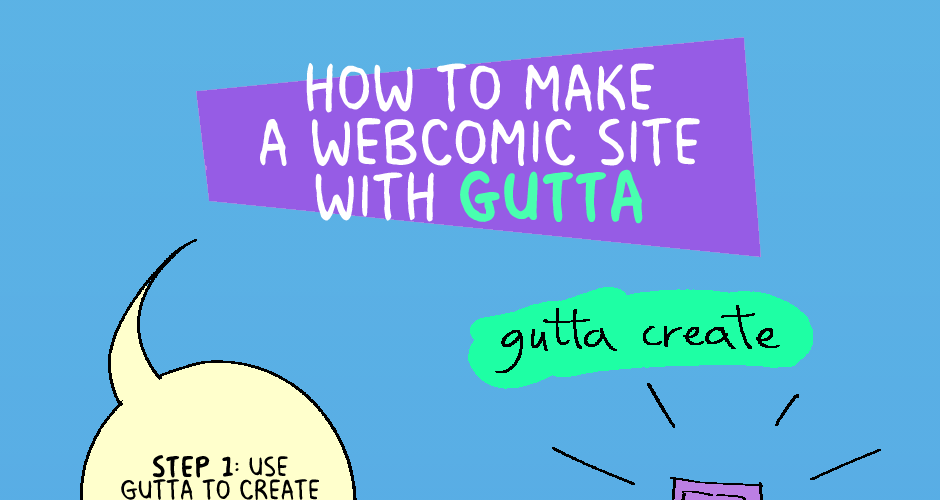 HOW TO MAKE
A WEBCOMIC SITE
WITH GUTTA
gutta create
STEP 1: USE
GUTTA TO CREATE